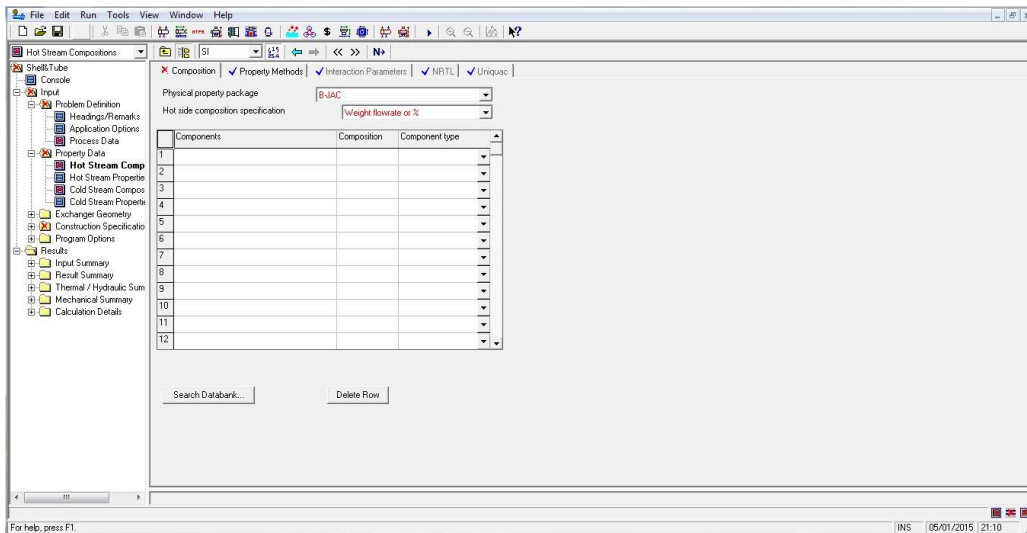 File Edit Run Tools View Window Help
Hot Stream Compositions SI N
Shell&Tube
Console
Input
Problem Definition
Headings/Remarks
Application Options
Process Data
Property Data
Hot Stream Comp
Hot Stream Propertie
Cold Stream Compos
Cold Stream Propertie
Exchanger Geometry
Construction Specificatio
Program Options
Results
Input Summary
Result Summary
Thermal / Hydraulic Sum
Mechanical Summary
Calculation Details
Composition Property Methods Interaction Parameters NRTL Uniquac
Physical property package B-JAC
Hot side composition specification Weight flowrate or %
Components Composition Component type
1
2
3
4
5
6
7
8
9
10
11
12
Search Databank... Delete Row
For help, press F1. INS 05/01/2015 21:10